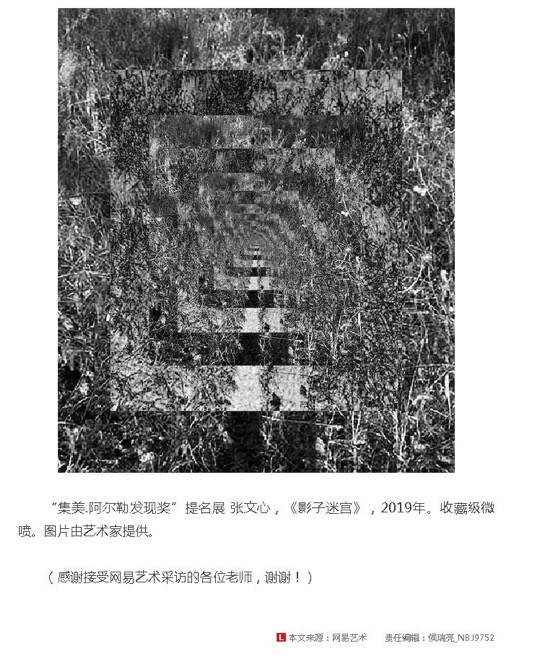 “集美.阿尔勒发现奖”提名展 张文心，《影子迷宫》，2019年。收藏级微
喷。图片由艺术家提供。
（感谢接受网易艺术采访的各位老师，谢谢！）
L 本文来源：网易艺术 责任编辑：侯瑞亮_NBJ9752